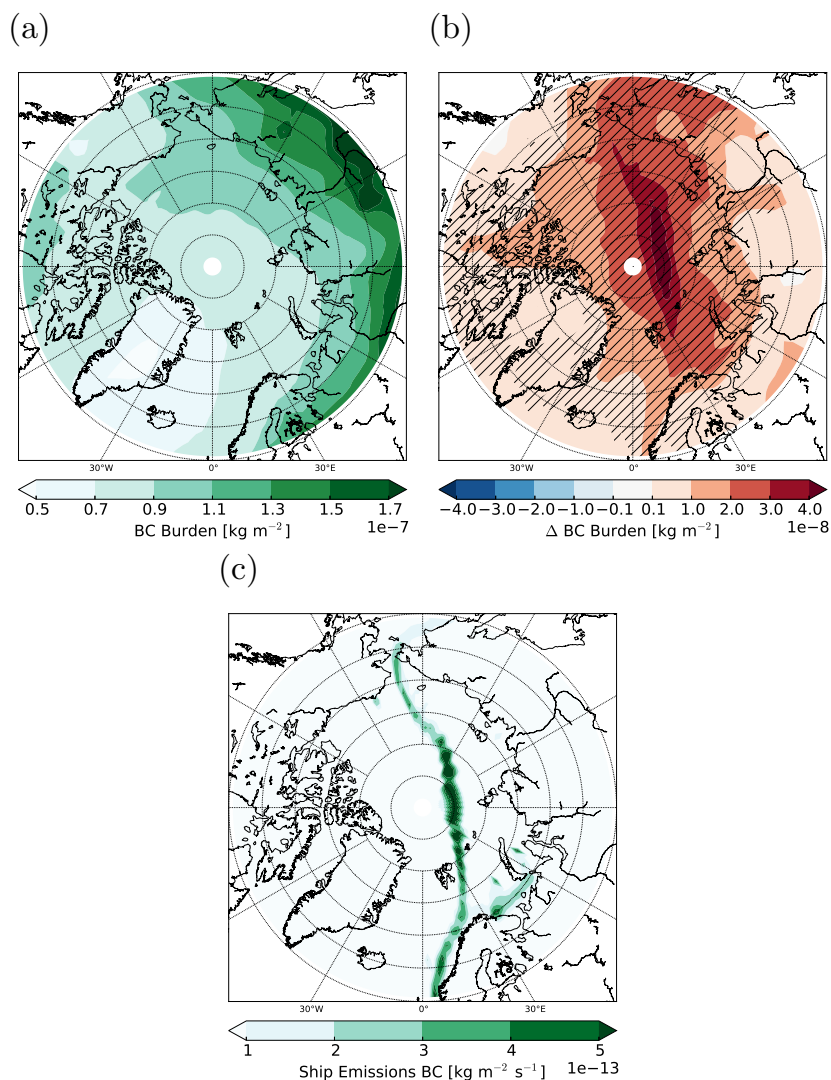 (a)
(b)
30°W 0° 30°E
30°W 0° 30°E
0.5 0.7 0.9 1.1 1.3 1.5 1.7
1e−7
BC Burden [kg m⁻²]
−4.0 −3.0 −2.0 −1.0 −0.1 0.1 1.0 2.0 3.0 4.0
1e−8
Δ BC Burden [kg m⁻²]
(c)
30°W 0° 30°E
1 2 3 4 5
1e−13
Ship Emissions BC [kg m⁻² s⁻¹]